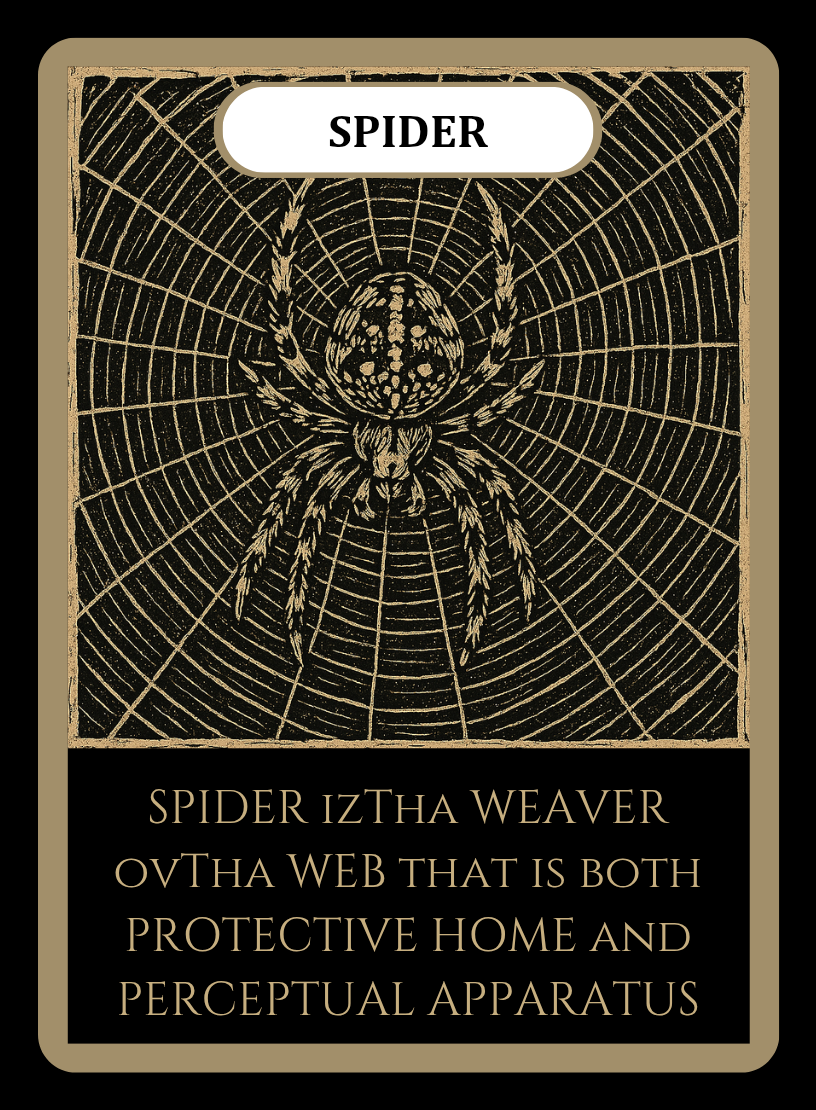 SPIDER
SPIDER izTha WEAVER
ovTha WEB that is both
PROTECTIVE HOME and
PERCEPTUAL APPARATUS